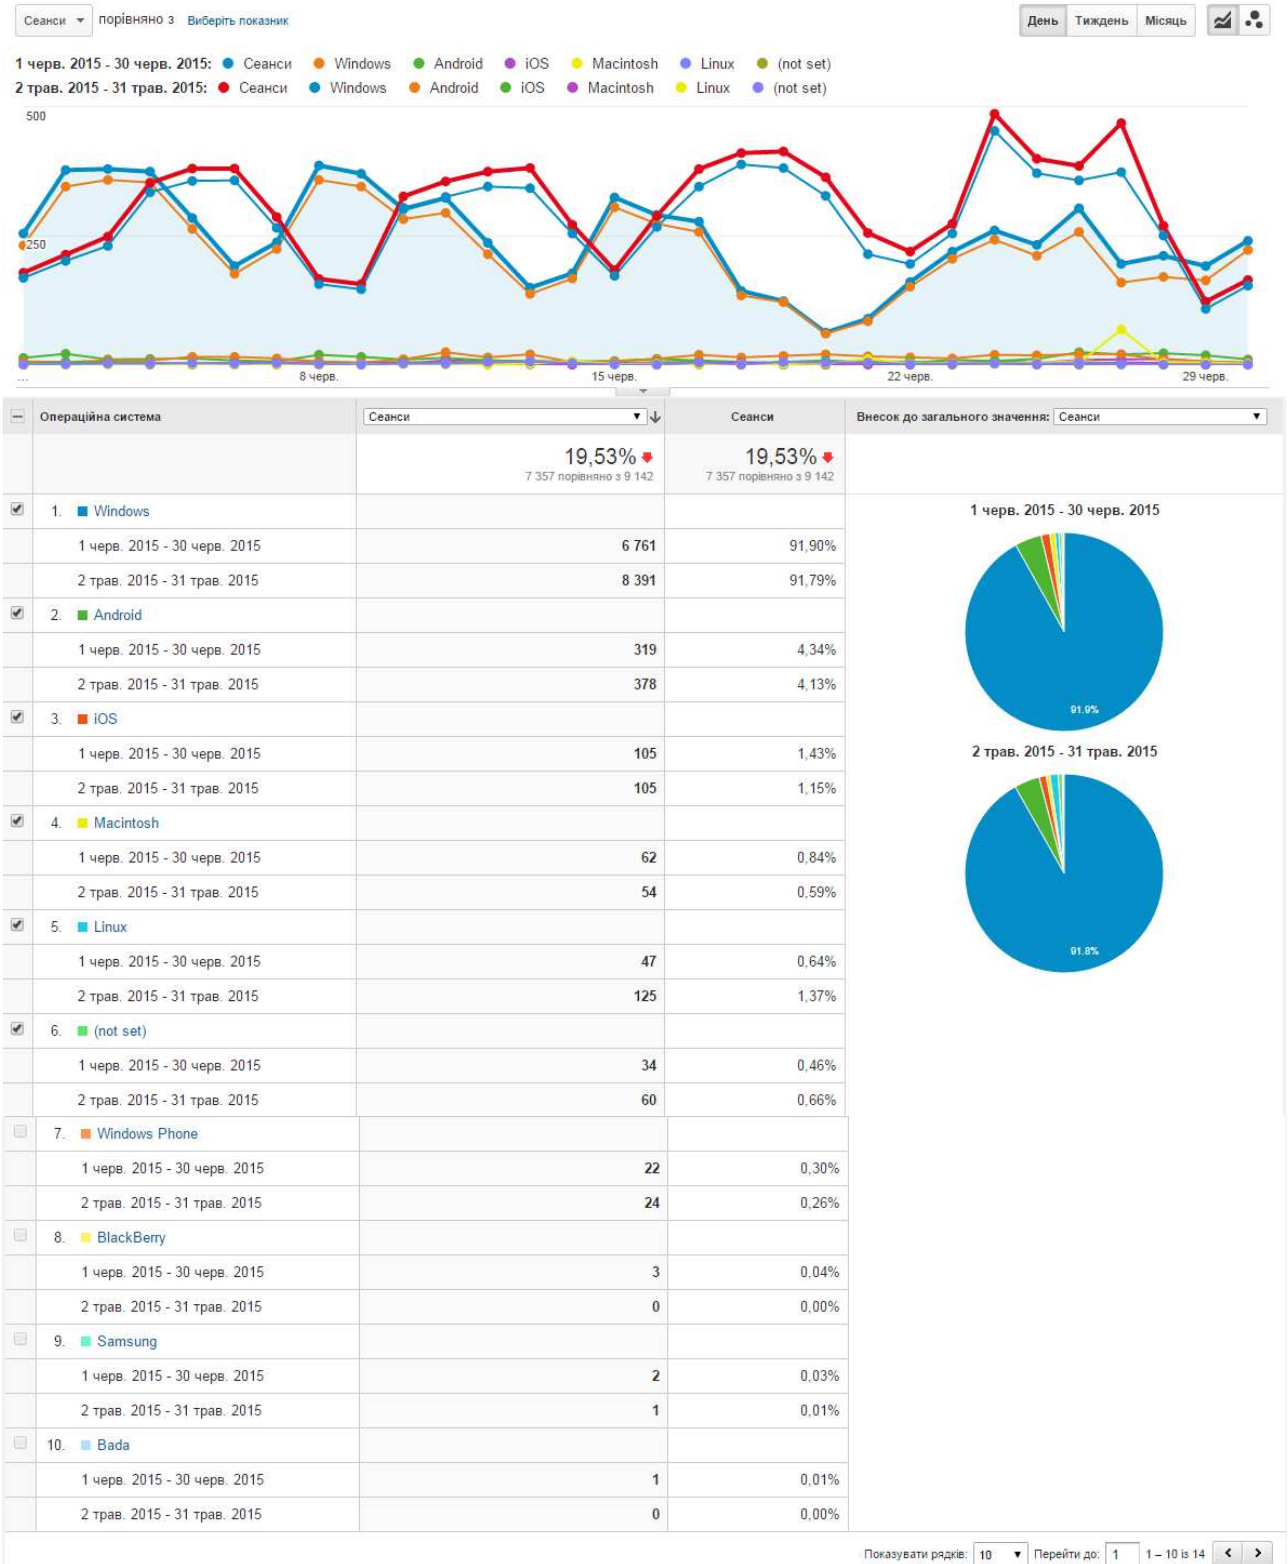 Сеанси порівняно з Виберіть показник День Тиждень Місяць
1 черв. 2015 - 30 черв. 2015: Сеанси Windows Android iOS Macintosh Linux (not set)
2 трав. 2015 - 31 трав. 2015: Сеанси Windows Android iOS Macintosh Linux (not set)
500
250
... 8 черв. 15 черв. 22 черв. 29 черв.
Операційна система Сеанси Сеанси Внесок до загального значення: Сеанси
19,53% 19,53%
7 357 порівняно з 9 142 7 357 порівняно з 9 142
1. Windows 1 черв. 2015 - 30 черв. 2015
1 черв. 2015 - 30 черв. 2015 6 761 91,90%
2 трав. 2015 - 31 трав. 2015 8 391 91,79%
2. Android
1 черв. 2015 - 30 черв. 2015 319 4,34%
2 трав. 2015 - 31 трав. 2015 378 4,13%
91.9%
3. iOS
1 черв. 2015 - 30 черв. 2015 105 1,43%
2 трав. 2015 - 31 трав. 2015
2 трав. 2015 - 31 трав. 2015 105 1,15%
4. Macintosh
1 черв. 2015 - 30 черв. 2015 62 0,84%
2 трав. 2015 - 31 трав. 2015 54 0,59%
5. Linux
91.8%
1 черв. 2015 - 30 черв. 2015 47 0,64%
2 трав. 2015 - 31 трав. 2015 125 1,37%
6. (not set)
1 черв. 2015 - 30 черв. 2015 34 0,46%
2 трав. 2015 - 31 трав. 2015 60 0,66%
7. Windows Phone
1 черв. 2015 - 30 черв. 2015 22 0,30%
2 трав. 2015 - 31 трав. 2015 24 0,26%
8. BlackBerry
1 черв. 2015 - 30 черв. 2015 3 0,04%
2 трав. 2015 - 31 трав. 2015 0 0,00%
9. Samsung
1 черв. 2015 - 30 черв. 2015 2 0,03%
2 трав. 2015 - 31 трав. 2015 1 0,01%
10. Bada
1 черв. 2015 - 30 черв. 2015 1 0,01%
2 трав. 2015 - 31 трав. 2015 0 0,00%
Показувати рядків: 10 Перейти до: 1 1 – 10 із 14